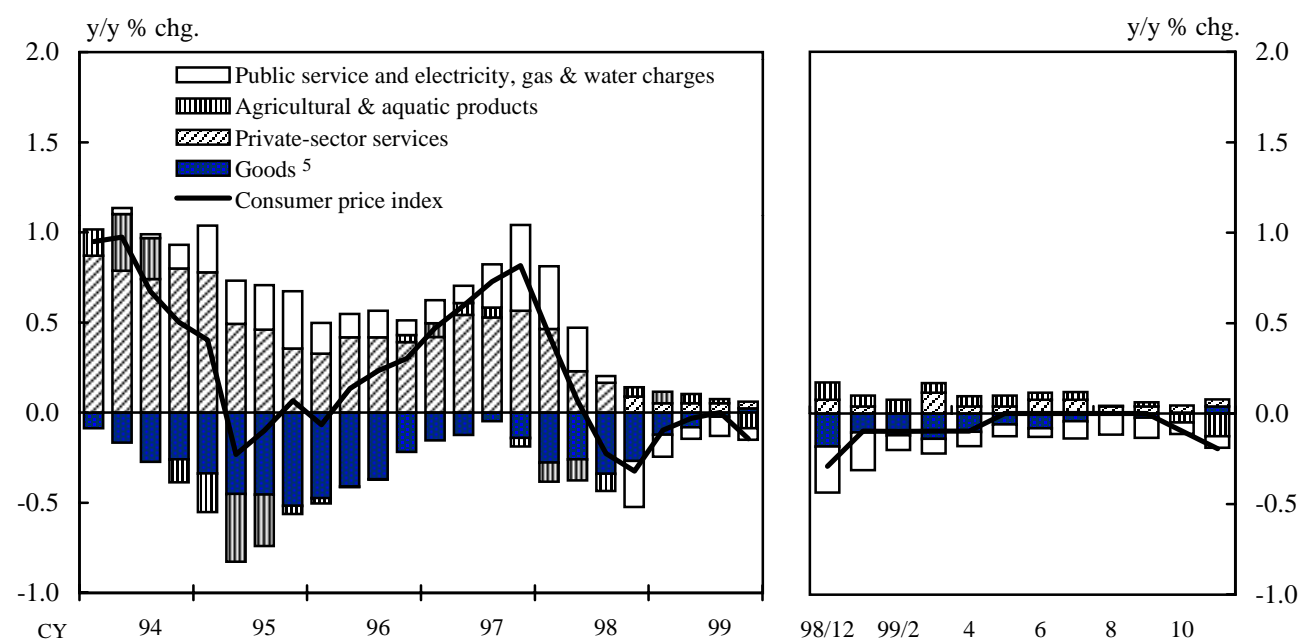 y/y % chg.
y/y % chg.
2.0
1.5
1.0
0.5
0.0
-0.5
-1.0
Public service and electricity, gas & water charges
Agricultural & aquatic products
Private-sector services
Goods 5
Consumer price index
2.0
1.5
1.0
0.5
0.0
-0.5
-1.0
CY 94 95 96 97 98 99
98/12 99/2 4 6 8 10